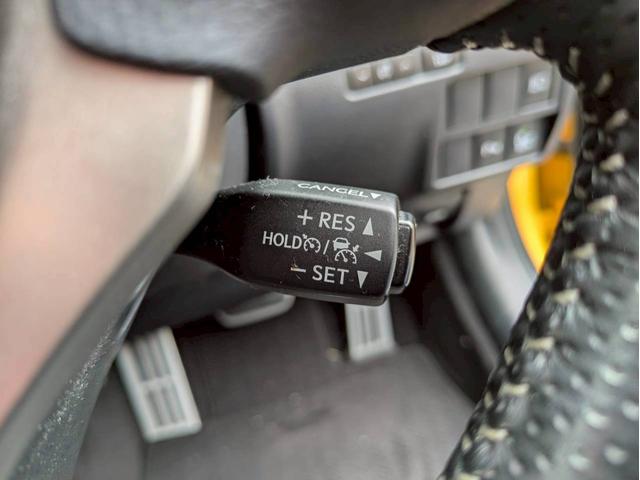 CANCEL▲
+ RES ▲
HOLD / ◀
− SET ▼